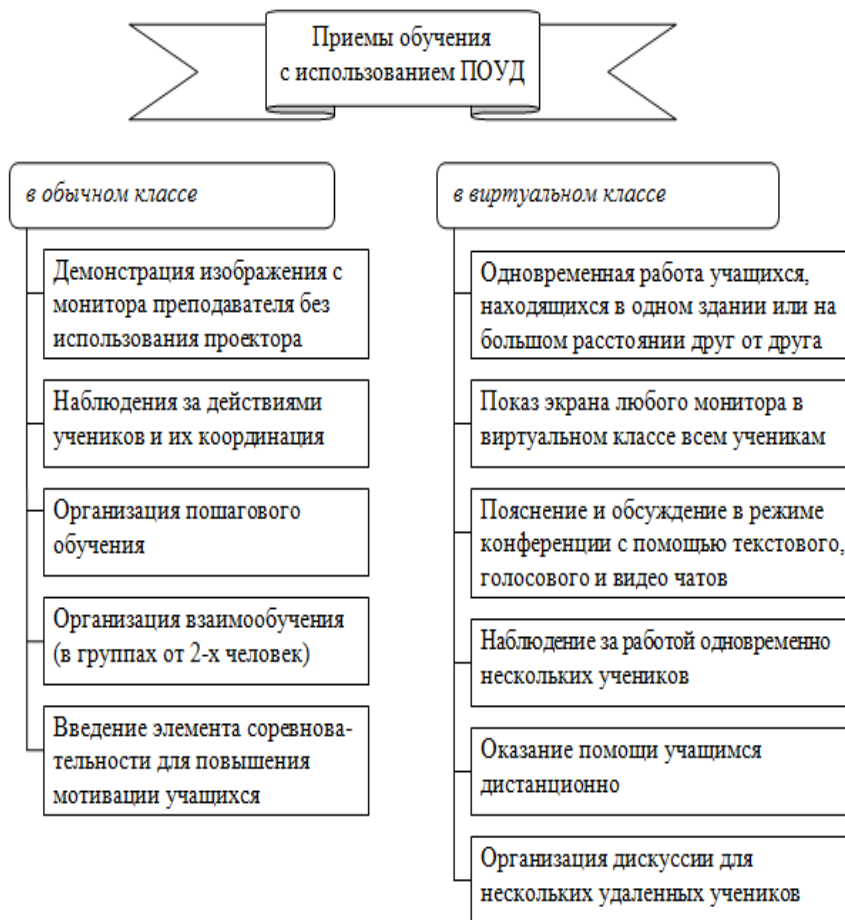 Приемы обучения
с использованием ПОУД
в обычном классе
Демонстрация изображения с
монитора преподавателя без
использования проектора
Наблюдения за действиями
учеников и их координация
Организация пошагового
обучения
Организация взаимообучения
(в группах от 2-х человек)
Введение элемента соревнова-
тельности для повышения
мотивации учащихся
в виртуальном классе
Одновременная работа учащихся,
находящихся в одном здании или на
большом расстоянии друг от друга
Показ экрана любого монитора в
виртуальном классе всем ученикам
Пояснение и обсуждение в режиме
конференции с помощью текстового,
голосового и видео чатов
Наблюдение за работой одновременно
нескольких учеников
Оказание помощи учащимся
дистанционно
Организация дискуссии для
нескольких удаленных учеников